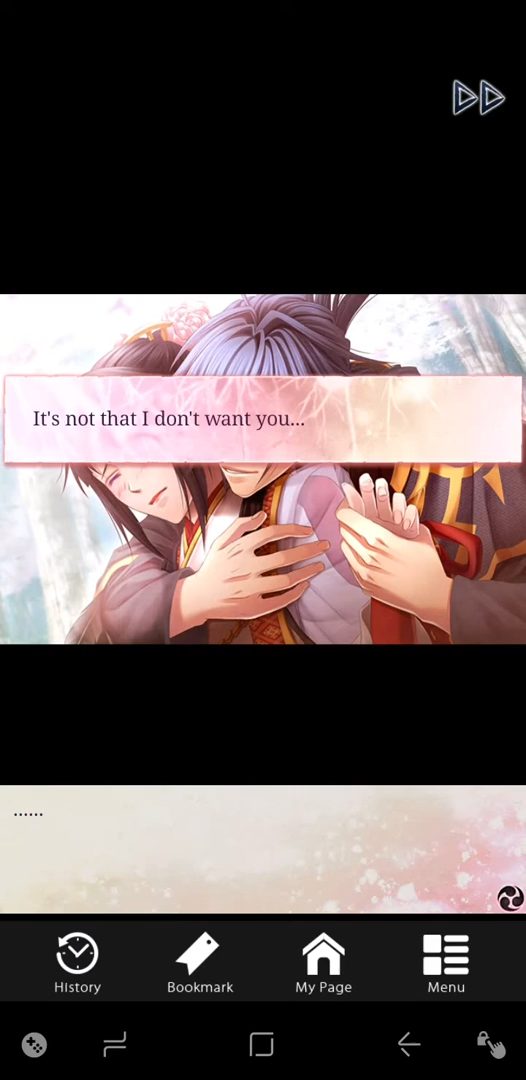 It's not that I don't want you...
......
History
Bookmark
My Page
Menu